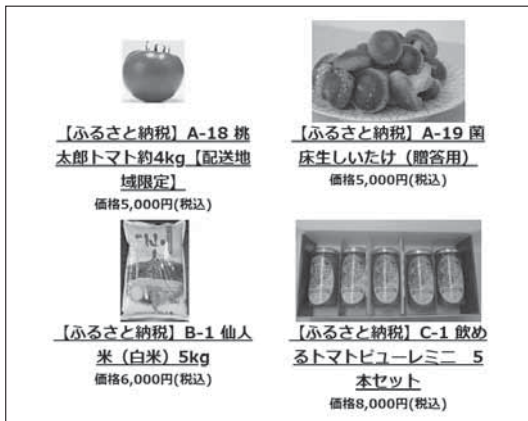 【ふるさと納税】A-18 桃
太郎トマト約4kg【配送地
域限定】
価格5,000円(税込)
【ふるさと納税】A-19 菌
床生しいたけ（贈答用）
価格5,000円(税込)
【ふるさと納税】B-1 仙人
米（白米）5kg
価格6,000円(税込)
【ふるさと納税】C-1 飲め
るトマトピューレミニ　5
本セット
価格8,000円(税込)